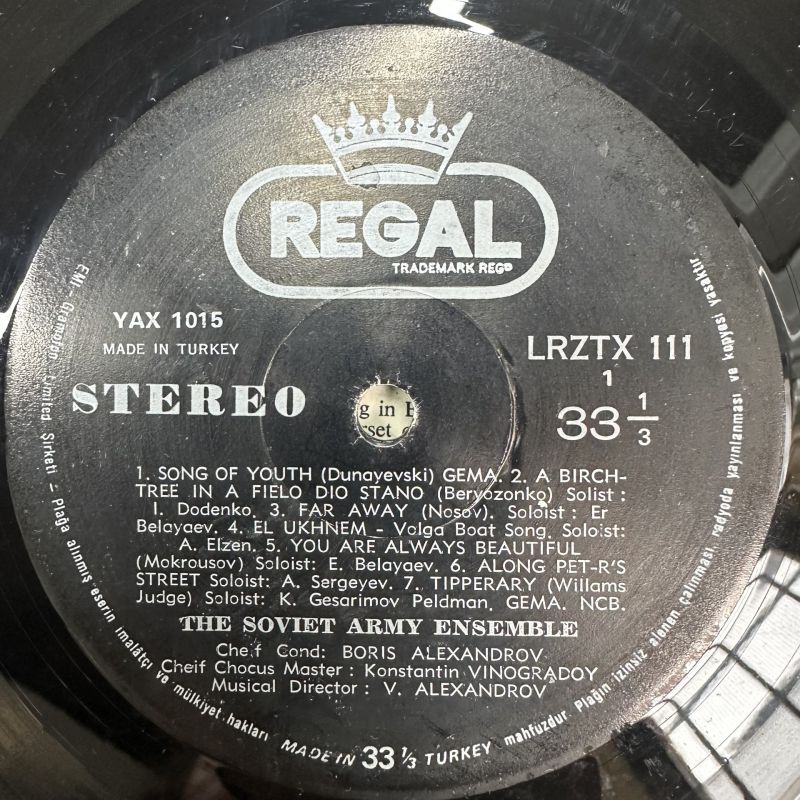 REGAL
TRADEMARK REGD
YAX 1015
MADE IN TURKEY
STEREO
LRZTX 111
1
33 1/3
g in
rset
1. SONG OF YOUTH (Dunayevski) GEMA. 2. A BIRCH-
TREE IN A FIELO DIO STANO (Beryozonko) Solist :
I. Dodenko. 3. FAR AWAY (Nosov). Soloist : Er
Belayaev. 4. EL UKHNEM - Volga Boat Song. Soloist:
A. Elzen. 5. YOU ARE ALWAYS BEAUTIFUL
(Mokrousov) Soloist: E. Belayaev. 6. ALONG PET-R'S
STREET Soloist: A. Sergeyev. 7. TIPPERARY (Willams
Judge) Soloist: K. Gesarimov Peldman. GEMA. NCB.
THE SOVIET ARMY ENSEMBLE
Cheif Cond: BORIS ALEXANDROV
Cheif Chocus Master : Konstantin VINOGRADOY
Musical Director : V. ALEXANDROV
EMI. Gramofon Limited Şirketi - Plağa alınmış eserin imalâtçı ve mülkiyet hakları mahfuzdur Plağın izinsiz alenen çalınması, radyoda yayınlanması ve kopyası yasaktır.
MADE IN 33 1/3 TURKEY